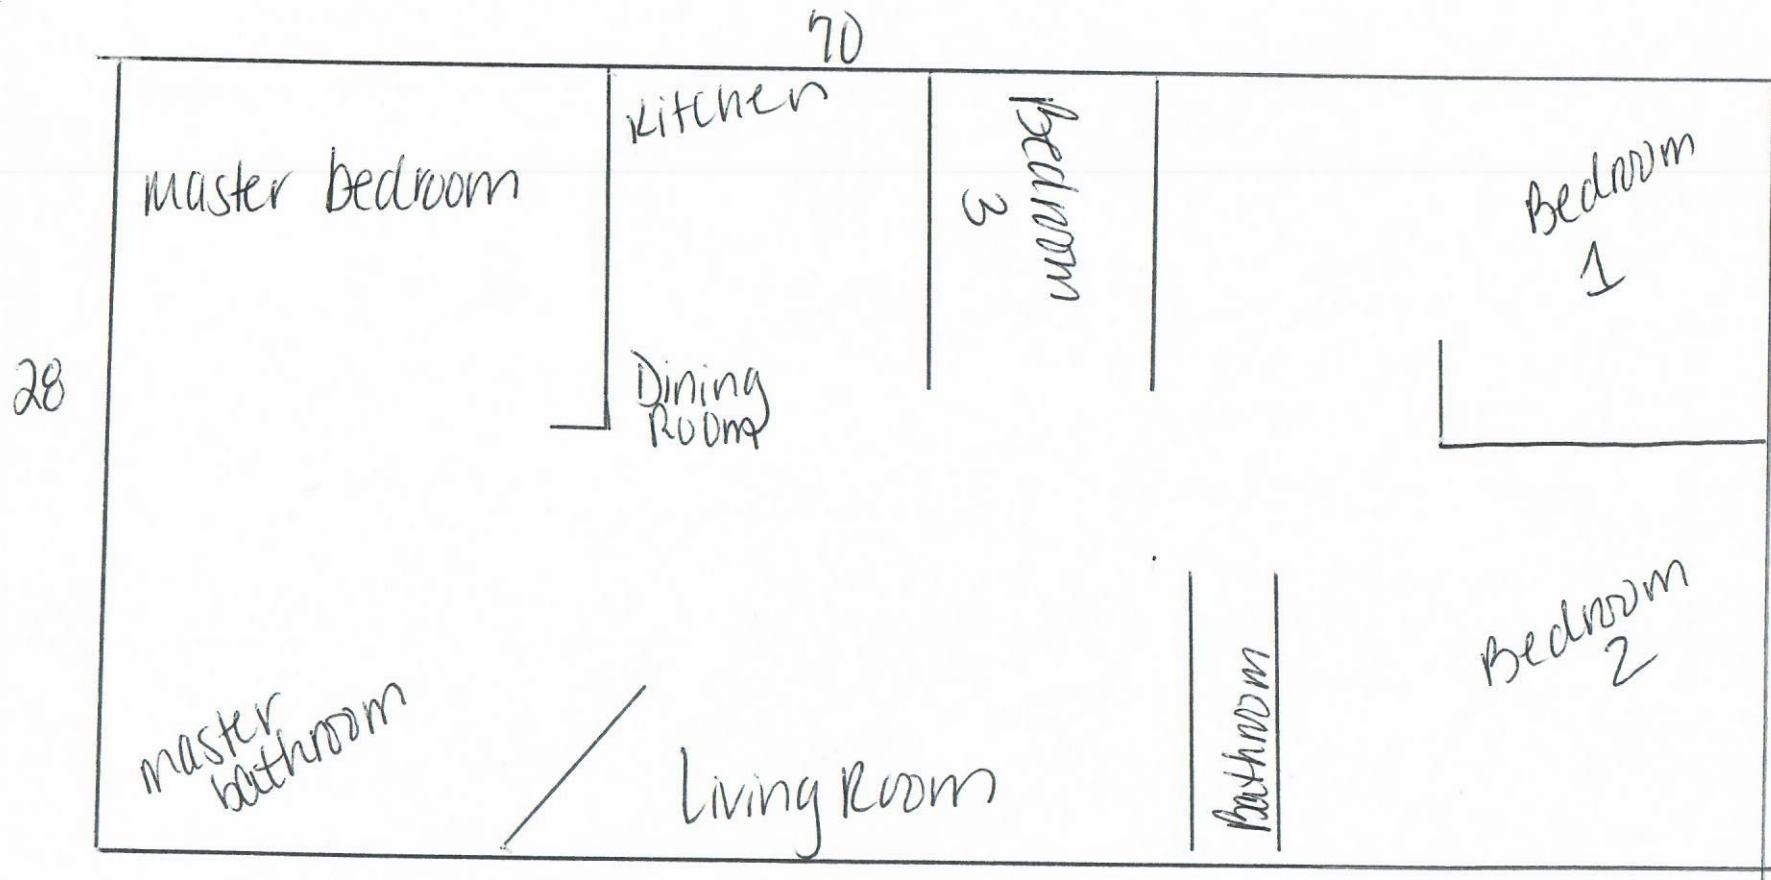 70
Kitchen
master bedroom
Bedroom
3
Bedroom
1
28
Dining
Room
Bedroom
2
master
bathroom
Living Room
Bathroom